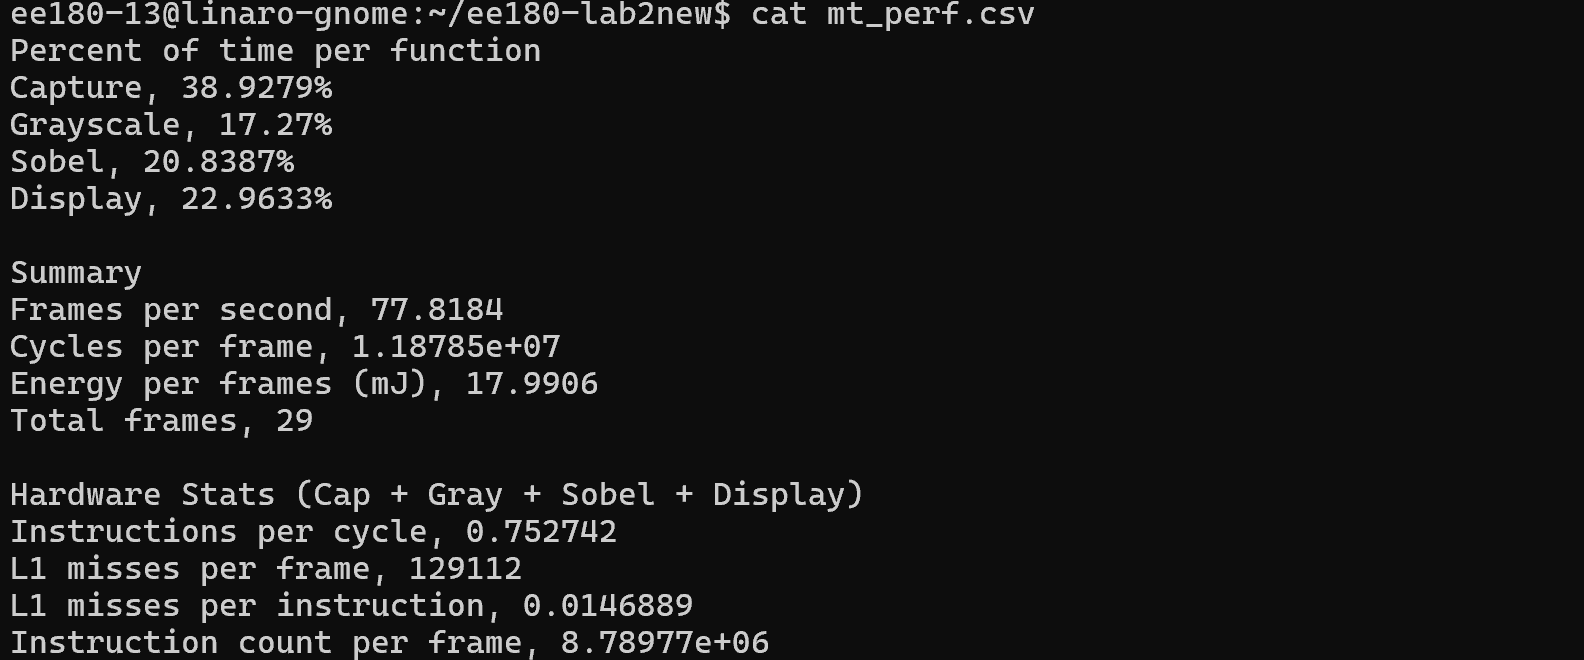 ee180-13@linaro-gnome:~/ee180-lab2new$ cat mt_perf.csv
Percent of time per function
Capture, 38.9279%
Grayscale, 17.27%
Sobel, 20.8387%
Display, 22.9633%

Summary
Frames per second, 77.8184
Cycles per frame, 1.18785e+07
Energy per frames (mJ), 17.9906
Total frames, 29

Hardware Stats (Cap + Gray + Sobel + Display)
Instructions per cycle, 0.752742
L1 misses per frame, 129112
L1 misses per instruction, 0.0146889
Instruction count per frame, 8.78977e+06